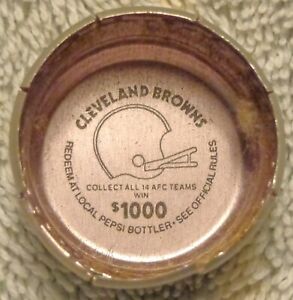 CLEVELAND BROWNS
COLLECT ALL 14 AFC TEAMS
WIN
$1000
REDEEM AT LOCAL PEPSI BOTTLER • SEE OFFICIAL RULES